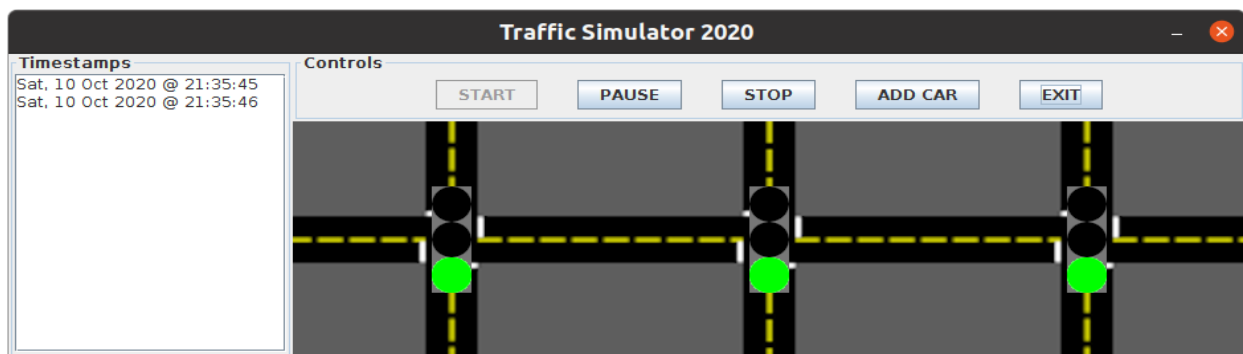 Traffic Simulator 2020
Timestamps
Sat, 10 Oct 2020 @ 21:35:45
Sat, 10 Oct 2020 @ 21:35:46
Controls
START PAUSE STOP ADD CAR EXIT